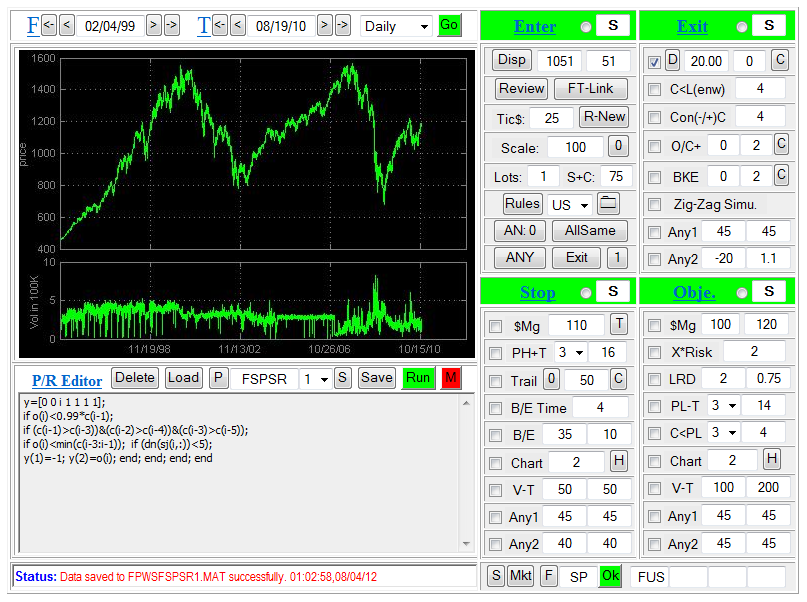 F <- < 02/04/99 > -> T <- < 08/19/10 > -> Daily Go
1600
1400
1200
1000
800
600
400
price
10
5
0
Vol in 100K
11/19/98 11/13/02 10/26/06 10/15/10
P/R Editor Delete Load P FSPSR 1 S Save Run M
y=[0 0 i 1 1 1 1];
if o(i)<0.99*c(i-1);
if (c(i-1)>c(i-3))&(c(i-2)>c(i-4))&(c(i-3)>c(i-5));
if o(i)<min(c(i-3:i-1)); if (dn(sj(i,:))<5);
y(1)=-1; y(2)=o(i); end; end; end; end
Status: Data saved to FPWSFSPSR1.MAT successfully. 01:02:58,08/04/12
Enter S
Disp 1051 51
Review FT-Link
Tic$: 25 R-New
Scale: 100 0
Lots: 1 S+C: 75
Rules US
AN: 0 AllSame
ANY Exit 1
Exit S
D 20.00 0 C
C<L(enw) 4
Con(-/+)C 4
O/C+ 0 2 C
BKE 0 2 C
Zig-Zag Simu.
Any1 45 45
Any2 -20 1.1
Stop S
$Mg 110 T
PH+T 3 16
Trail 0 50 C
B/E Time 4
B/E 35 10
Chart 2 H
V-T 50 50
Any1 45 45
Any2 40 40
Obje. S
$Mg 100 120
X*Risk 2
LRD 2 0.75
PL-T 3 14
C<PL 3 4
Chart 2 H
V-T 100 200
Any1 45 45
Any2 45 45
S Mkt F SP Ok FUS